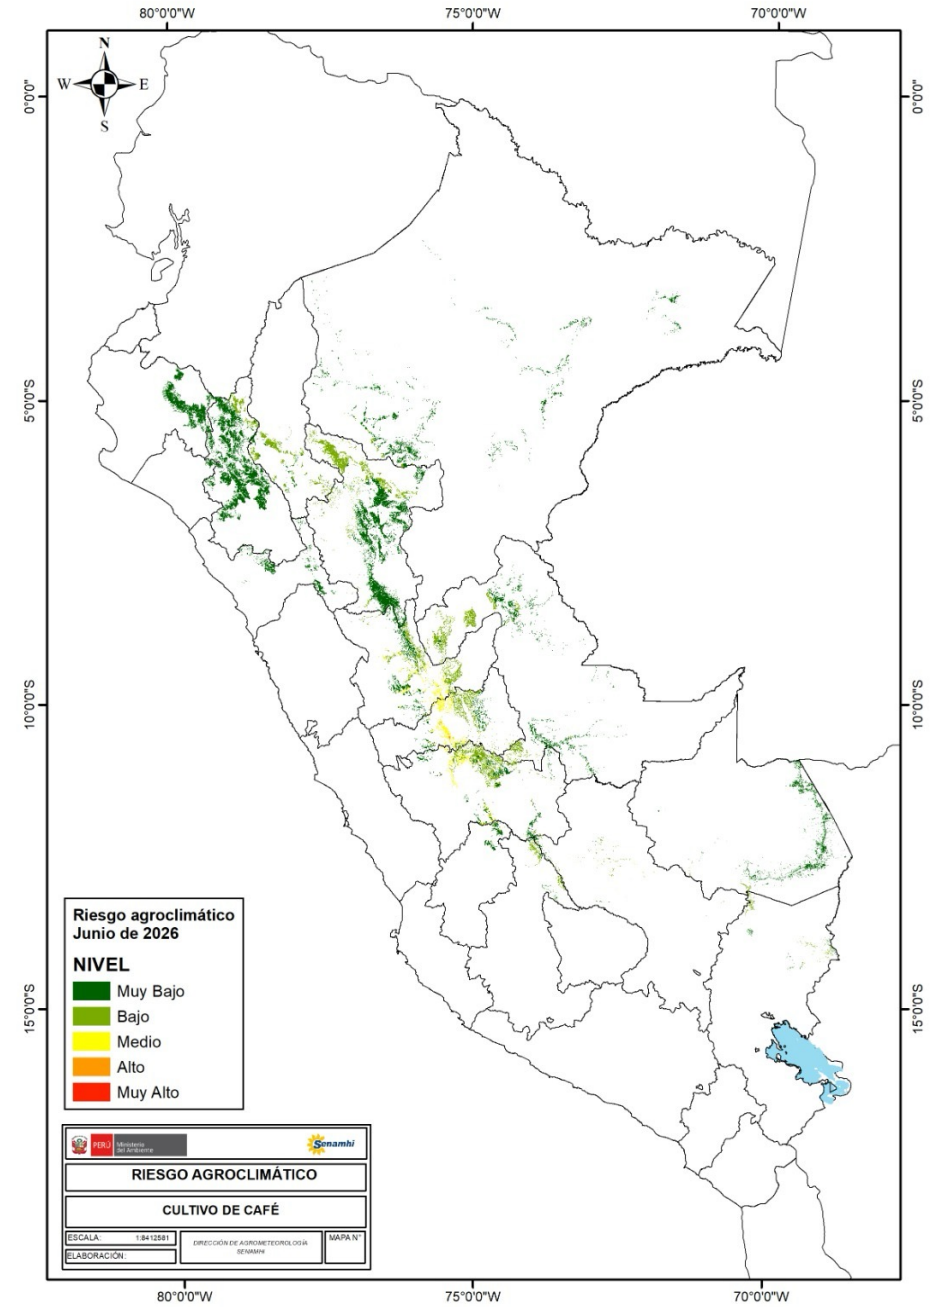 80°0'0"W 75°0'0"W 70°0'0"W
N
W E
S
0°0'0" 0°0'0"
5°0'0"S 5°0'0"S
10°0'0"S 10°0'0"S
15°0'0"S 15°0'0"S
Riesgo agroclimático
Junio de 2026
NIVEL
Muy Bajo
Bajo
Medio
Alto
Muy Alto
PERÚ Ministerio
del Ambiente
Senamhi
RIESGO AGROCLIMÁTICO
CULTIVO DE CAFÉ
ESCALA: 1:8412581
DIRECCIÓN DE AGROMETEOROLOGÍA
SENAMHI
MAPA N°
ELABORACIÓN:
80°0'0"W 75°0'0"W 70°0'0"W